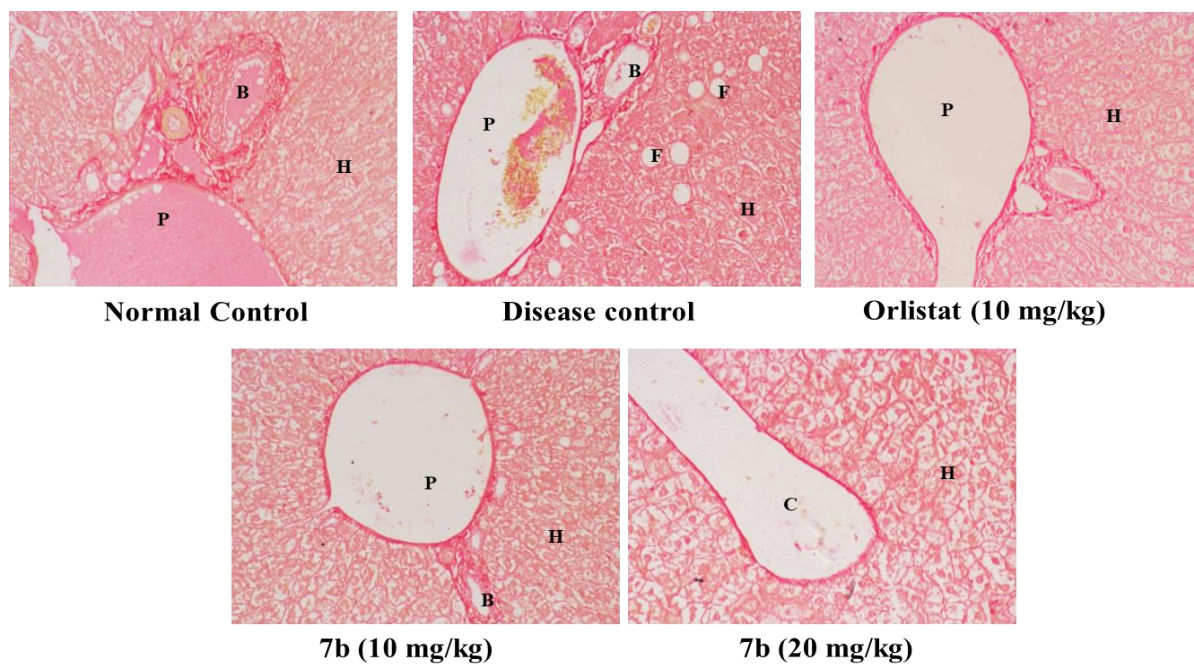 B
H
P
Normal Control
B
F
P
F
H
Disease control
P
H
Orlistat (10 mg/kg)
P
H
B
7b (10 mg/kg)
H
C
7b (20 mg/kg)